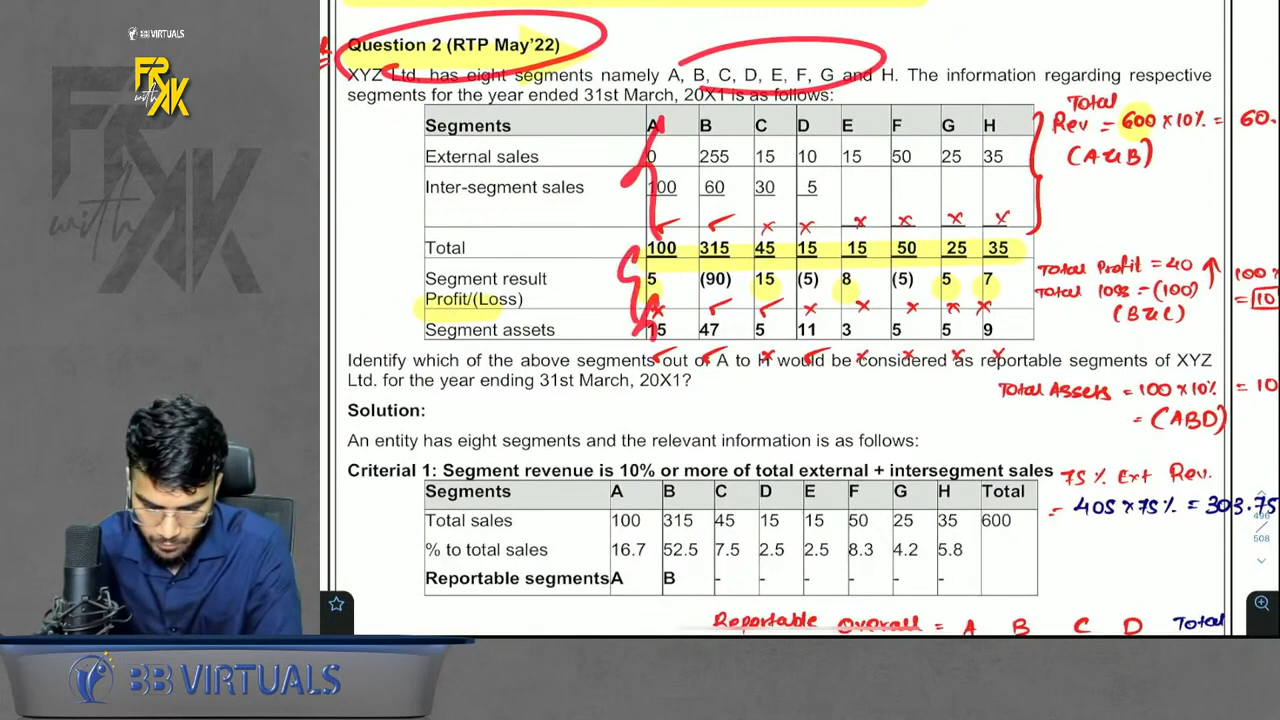 BB VIRTUALS
FR
with
AK
FR
with
AK
Question 2 (RTP May'22)
XYZ Ltd. has eight segments namely A, B, C, D, E, F, G and H. The information regarding respective
segments for the year ended 31st March, 20X1 is as follows:
Segments A B C D E F G H
External sales 0 255 15 10 15 50 25 35
Inter-segment sales 100 60 30 5
✓ ✓ x x x x x x
Total 100 315 45 15 15 50 25 35
Segment result 5 (90) 15 (5) 8 (5) 5 7
Profit/(Loss)
x ✓ ✓ x x x x x
Segment assets 15 47 5 11 3 5 5 9
✓ ✓ x ✓ x x x x
Total
Rev = 600 x 10% = 60.
(A & B)
Total Profit = 40
Total loss = (100)
(B & C)
100 x
= 10
Identify which of the above segments out of A to H would be considered as reportable segments of XYZ
Ltd. for the year ending 31st March, 20X1?
Total Assets = 100 x 10% = 10
= (ABD)
Solution:
An entity has eight segments and the relevant information is as follows:
Criterial 1: Segment revenue is 10% or more of total external + intersegment sales
75 % Ext Rev.
= 405 x 75% = 303.75
Segments A B C D E F G H Total
Total sales 100 315 45 15 15 50 25 35 600
% to total sales 16.7 52.5 7.5 2.5 2.5 8.3 4.2 5.8
Reportable segments A B - - - - - -
496
/
508
Reportable overall = A B C D Total
BB VIRTUALS